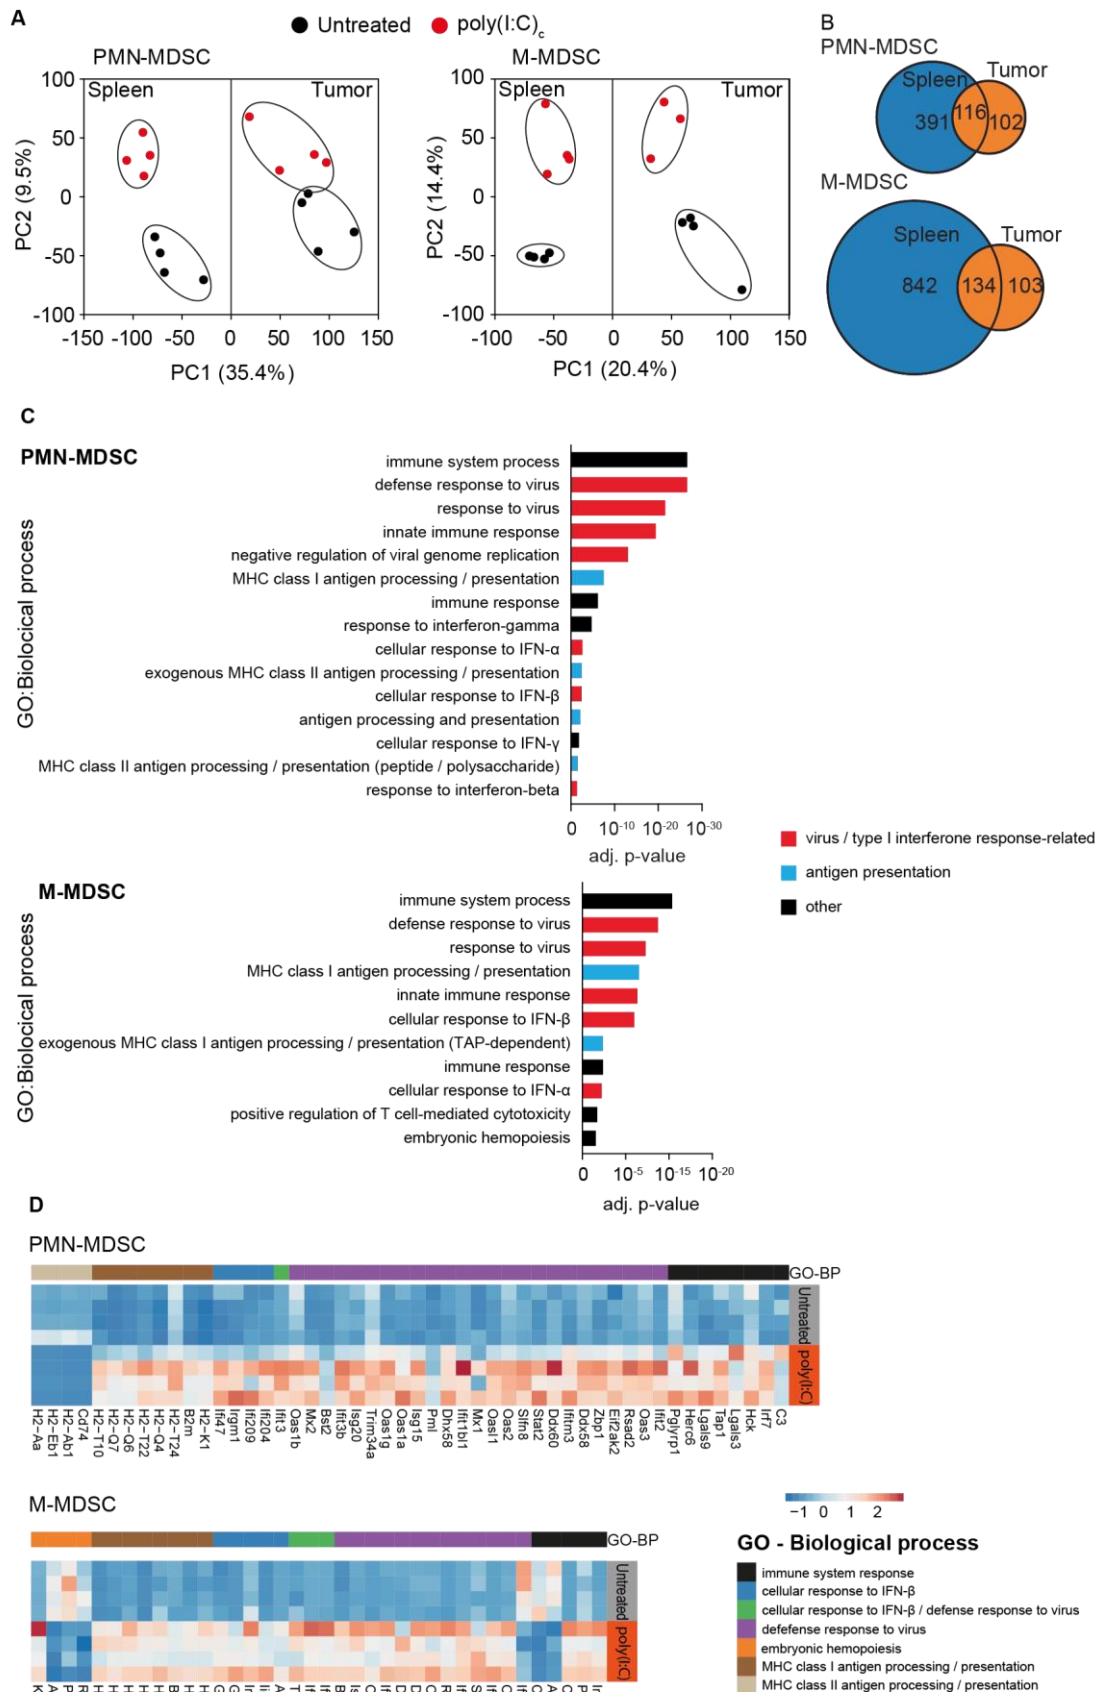 A
Untreated
poly(I:C)c
PMN-MDSC
M-MDSC
Spleen
Tumor
Spleen
Tumor
100
50
0
-50
-100
PC2 (9.5%)
-150 -100 -50 0 50 100 150
PC1 (35.4%)
100
50
0
-50
-100
PC2 (14.4%)
-100 -50 0 50 100 150
PC1 (20.4%)
B
PMN-MDSC
Spleen
Tumor
391
116
102
M-MDSC
Spleen
Tumor
842
134
103
C
PMN-MDSC
GO:Biolocical process
immune system process
defense response to virus
response to virus
innate immune response
negative regulation of viral genome replication
MHC class I antigen processing / presentation
immune response
response to interferon-gamma
cellular response to IFN-α
exogenous MHC class II antigen processing / presentation
cellular response to IFN-β
antigen processing and presentation
cellular response to IFN-γ
MHC class II antigen processing / presentation (peptide / polysaccharide)
response to interferon-beta
0 10-10 10-20 10-30
adj. p-value
virus / type I interferone response-related
antigen presentation
other
M-MDSC
GO:Biolocical process
immune system process
defense response to virus
response to virus
MHC class I antigen processing / presentation
innate immune response
cellular response to IFN-β
exogenous MHC class I antigen processing / presentation (TAP-dependent)
immune response
cellular response to IFN-α
positive regulation of T cell-mediated cytotoxicity
embryonic hemopoiesis
0 10-5 10-15 10-20
adj. p-value
D
PMN-MDSC
GO-BP
Untreated
poly(I:C)
H2-Aa
H2-Eb1
H2-Ab1
Cd74
H2-T10
H2-Q7
H2-Q6
H2-T22
H2-Q4
H2-T24
B2m
H2-K1
Ifi47
Irgm1
Ifi209
Ifi204
Ifit3
Oas1b
Mx2
Bst2
Ifit3b
Isg20
Trim34a
Oas1g
Oas1a
Isg15
Pml
Dhx58
Ifit1bl1
Mx1
Oasl1
Oas2
Slfn8
Stat2
Ddx60
Ifitm3
Ddx58
Zbp1
Eif2ak2
Rsad2
Oas3
Ifit2
Pglyrp1
Herc6
Lgals9
Tap1
Lgals3
Hck
Irf7
C3
M-MDSC
GO-BP
Untreated
poly(I:C)
-1 0 1 2
GO - Biological process
immune system response
cellular response to IFN-β
cellular response to IFN-β / defense response to virus
defefense response to virus
embryonic hemopoiesis
MHC class I antigen processing / presentation
MHC class II antigen processing / presentation